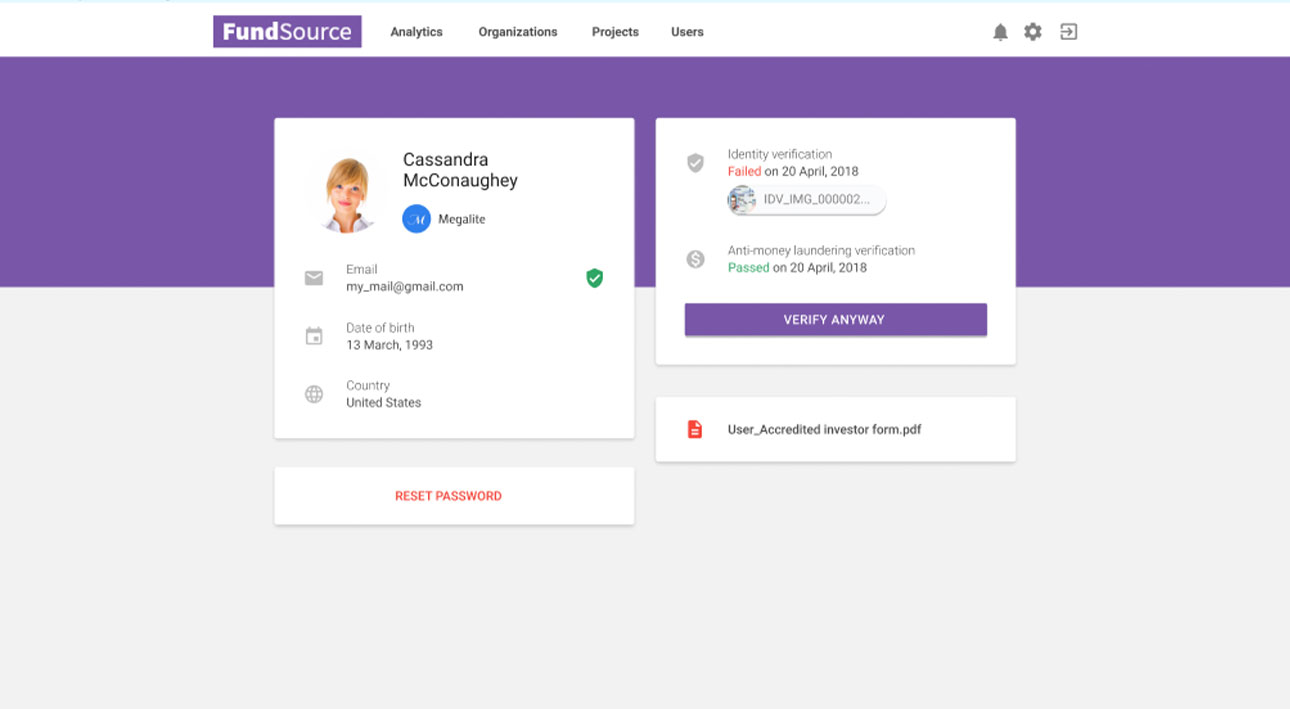 FundSource
Analytics
Organizations
Projects
Users
Cassandra
McConaughey
Megalite
Email
my_mail@gmail.com
Date of birth
13 March, 1993
Country
United States
RESET PASSWORD
Identity verification
Failed on 20 April, 2018
IDV_IMG_000002...
Anti-money laundering verification
Passed on 20 April, 2018
VERIFY ANYWAY
User_Accredited investor form.pdf